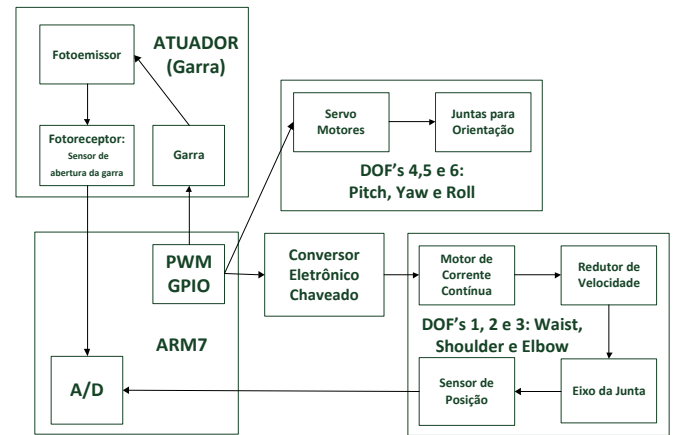 ATUADOR
(Garra)
Fotoemissor
Fotoreceptor:
Sensor de
abertura da garra
Garra
Servo
Motores
Juntas para
Orientação
DOF's 4,5 e 6:
Pitch, Yaw e Roll
PWM
GPIO
ARM7
A/D
Conversor
Eletrônico
Chaveado
Motor de
Corrente
Contínua
Redutor de
Velocidade
DOF's 1, 2 e 3: Waist,
Shoulder e Elbow
Sensor de
Posição
Eixo da Junta